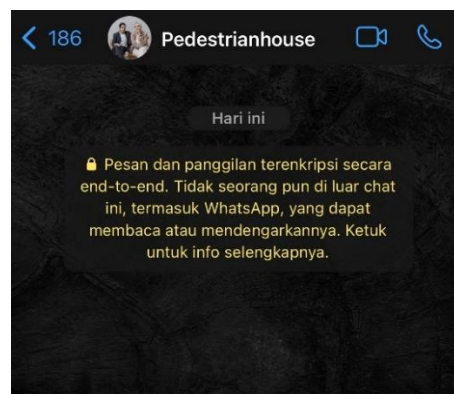 186 Pedestrianhouse
Hari ini
Pesan dan panggilan terenkripsi secara
end-to-end. Tidak seorang pun di luar chat
ini, termasuk WhatsApp, yang dapat
membaca atau mendengarkannya. Ketuk
untuk info selengkapnya.